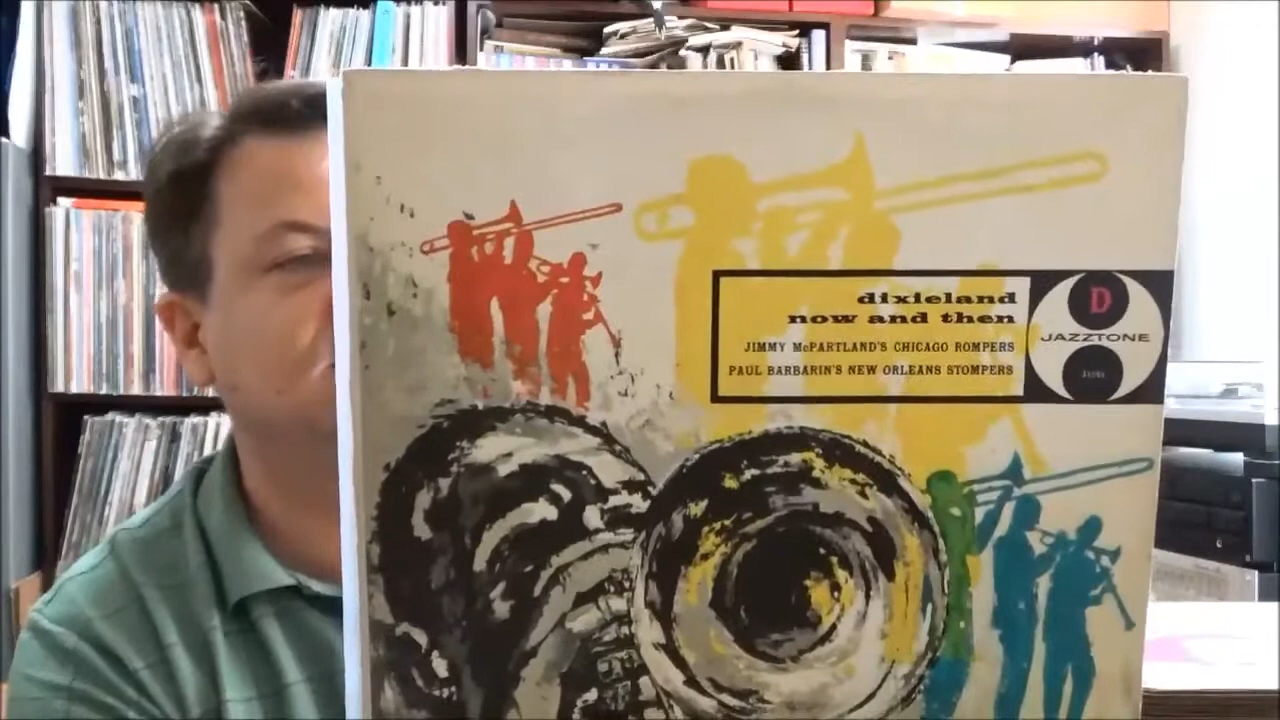 dixieland
now and then
JIMMY McPARTLAND'S CHICAGO ROMPERS
PAUL BARBARIN'S NEW ORLEANS STOMPERS
D
JAZZTONE